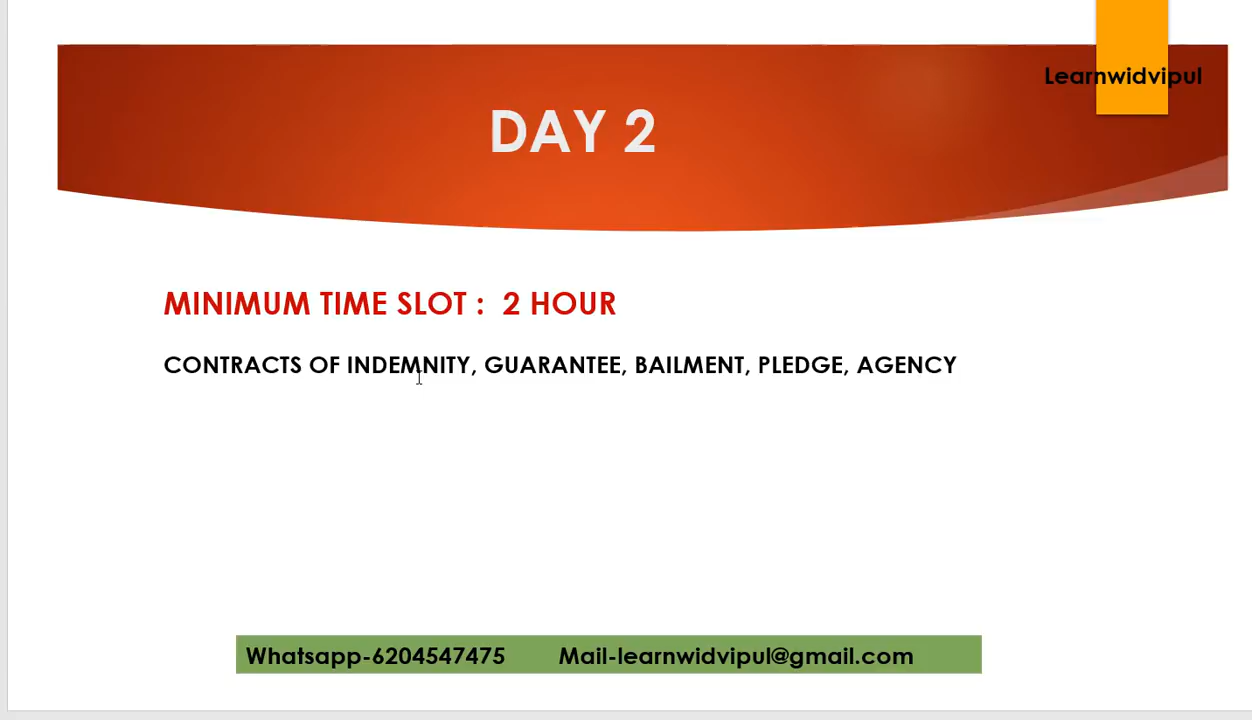 Learnwidvipul
DAY 2
MINIMUM TIME SLOT :  2 HOUR
CONTRACTS OF INDEMNITY, GUARANTEE, BAILMENT, PLEDGE, AGENCY
Whatsapp-6204547475 Mail-learnwidvipul@gmail.com